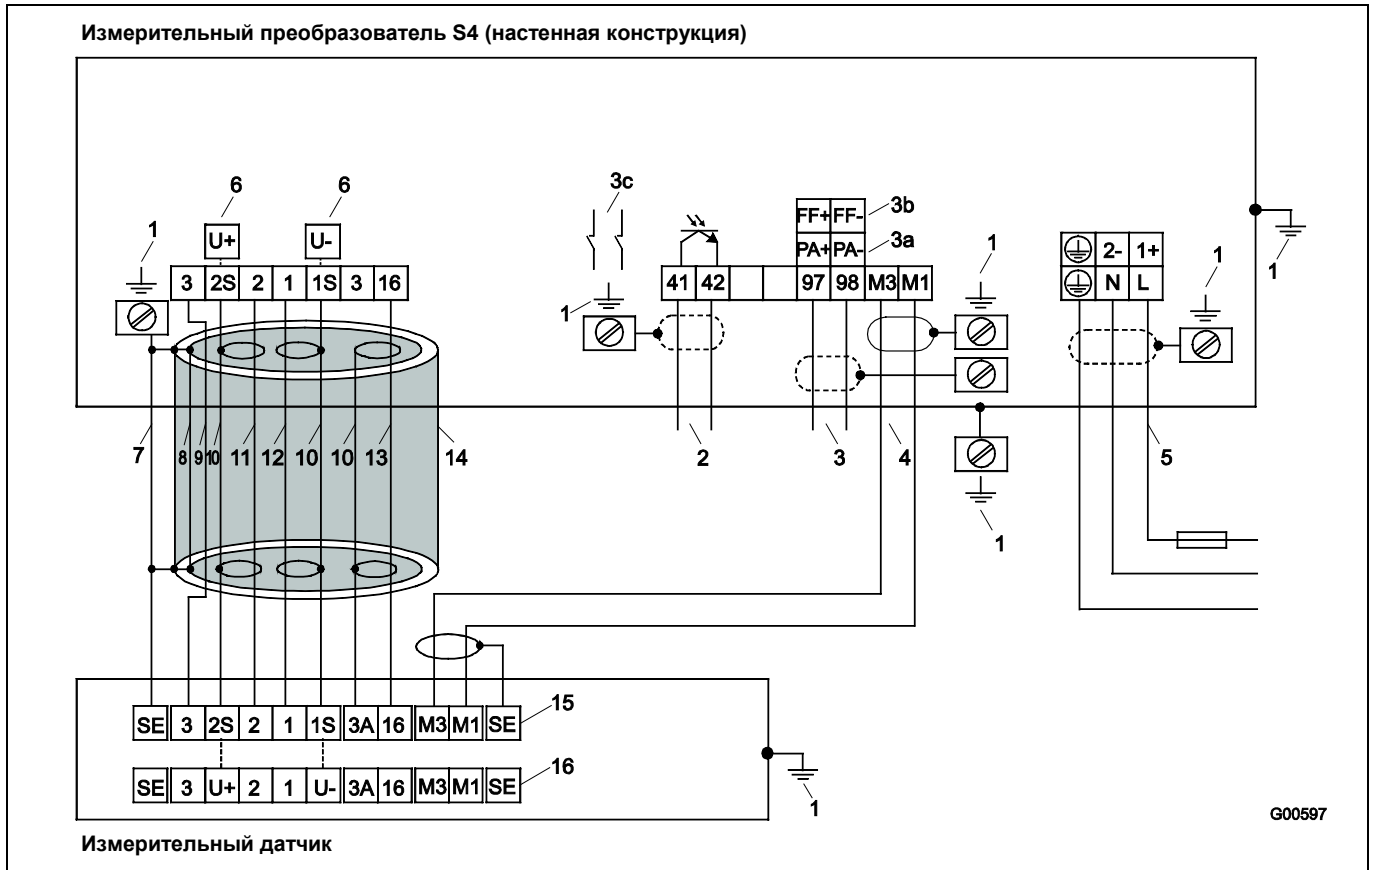 Измерительный преобразователь S4 (настенная конструкция)
6 6 3c
FF+ FF- 3b
1 U+ U- PA+ PA- 3a 1 2- 1+ 1 1
3 2S 2 1 1S 3 16 41 42 97 98 M3 M1 N L
1
7 8 9 10 11 12 10 10 13 14 2 3 4 5
1
SE 3 2S 2 1 1S 3A 16 M3 M1 SE 15
SE 3 U+ 2 1 U- 3A 16 M3 M1 SE 16
1
G00597
Измерительный датчик